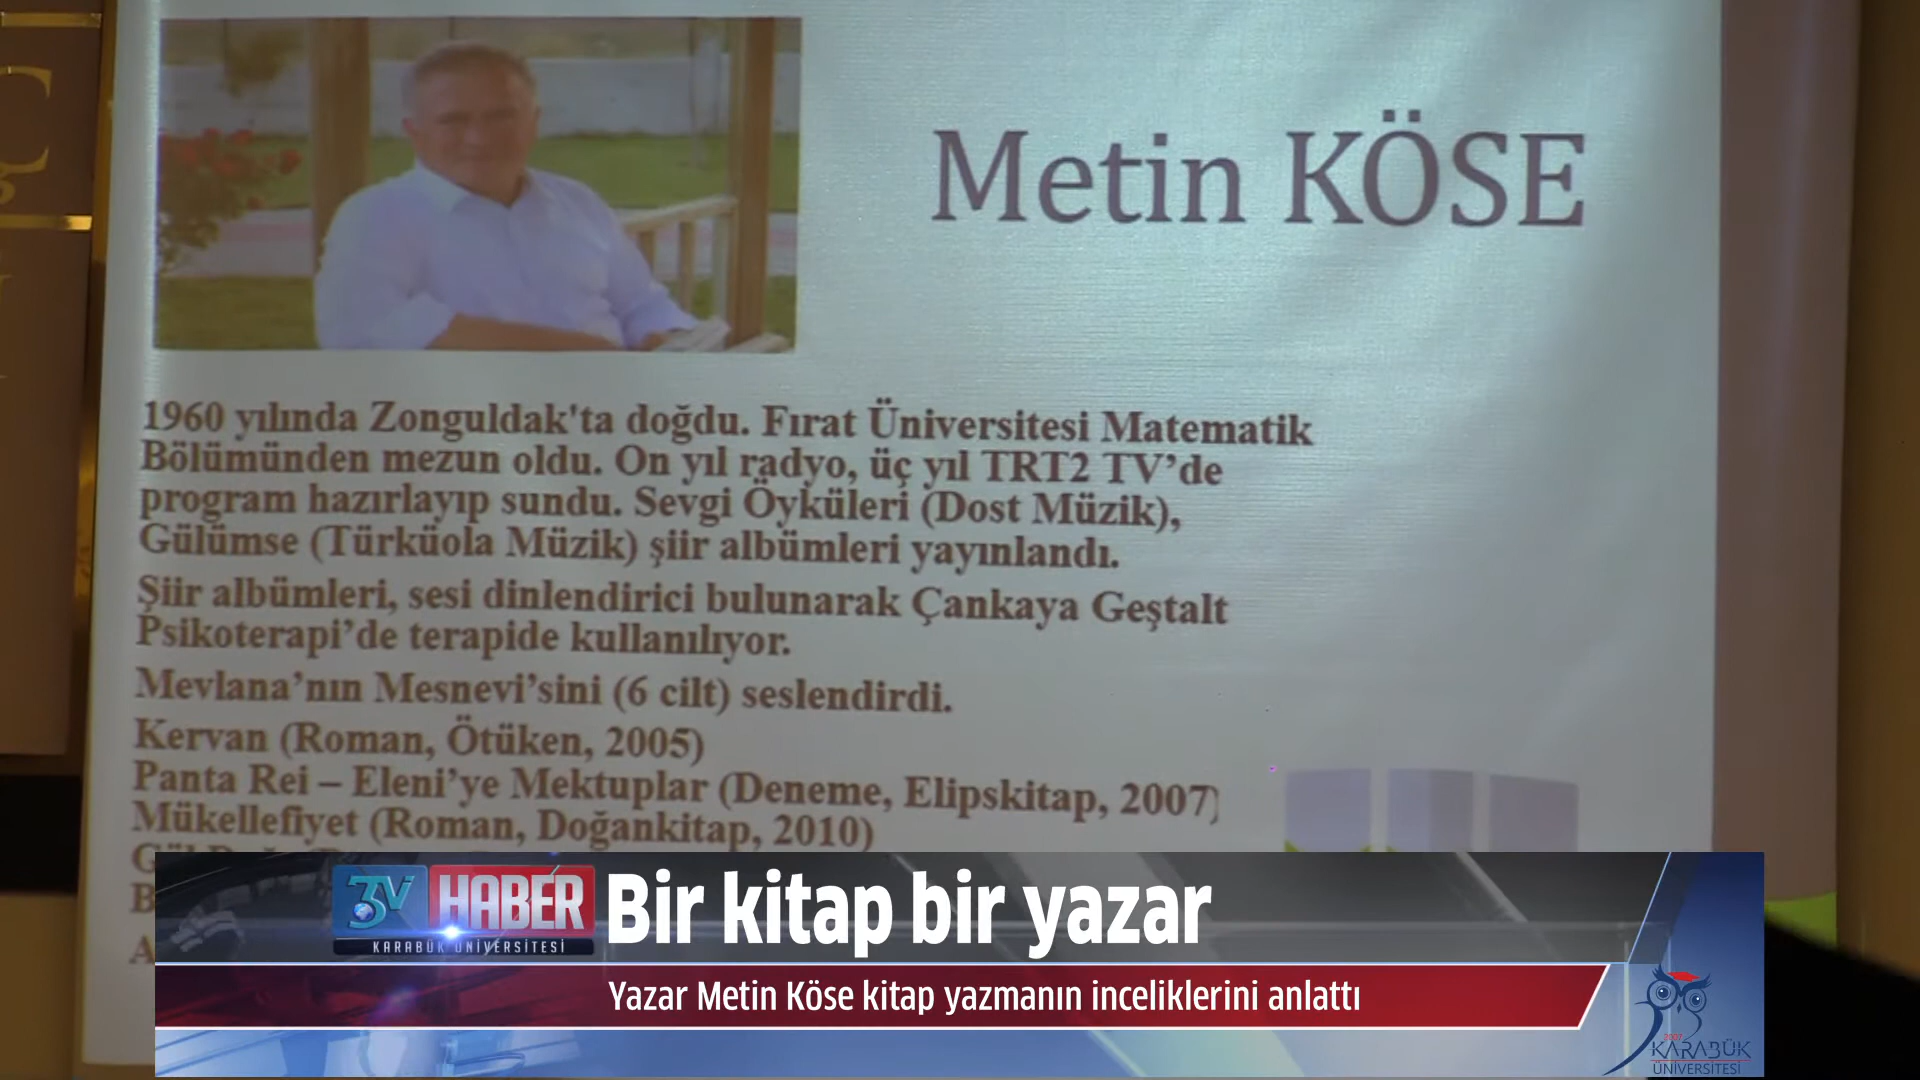 Metin KÖSE
1960 yılında Zonguldak'ta doğdu. Fırat Üniversitesi Matematik
Bölümünden mezun oldu. On yıl radyo, üç yıl TRT2 TV’de
program hazırlayıp sundu. Sevgi Öyküleri (Dost Müzik),
Gülümse (Türküola Müzik) şiir albümleri yayınlandı.
Şiir albümleri, sesi dinlendirici bulunarak Çankaya Geştalt
Psikoterapi’de terapide kullanılıyor.
Mevlana’nın Mesnevi’sini (6 cilt) seslendirdi.
Kervan (Roman, Ötüken, 2005)
Panta Rei – Eleni’ye Mektuplar (Deneme, Elipskitap, 2007)
Mükellefiyet (Roman, Doğankitap, 2010)
3TV HABER
KARABÜK ÜNİVERSİTESİ
Bir kitap bir yazar
Yazar Metin Köse kitap yazmanın inceliklerini anlattı
2007
KARABÜK
ÜNİVERSİTESİ